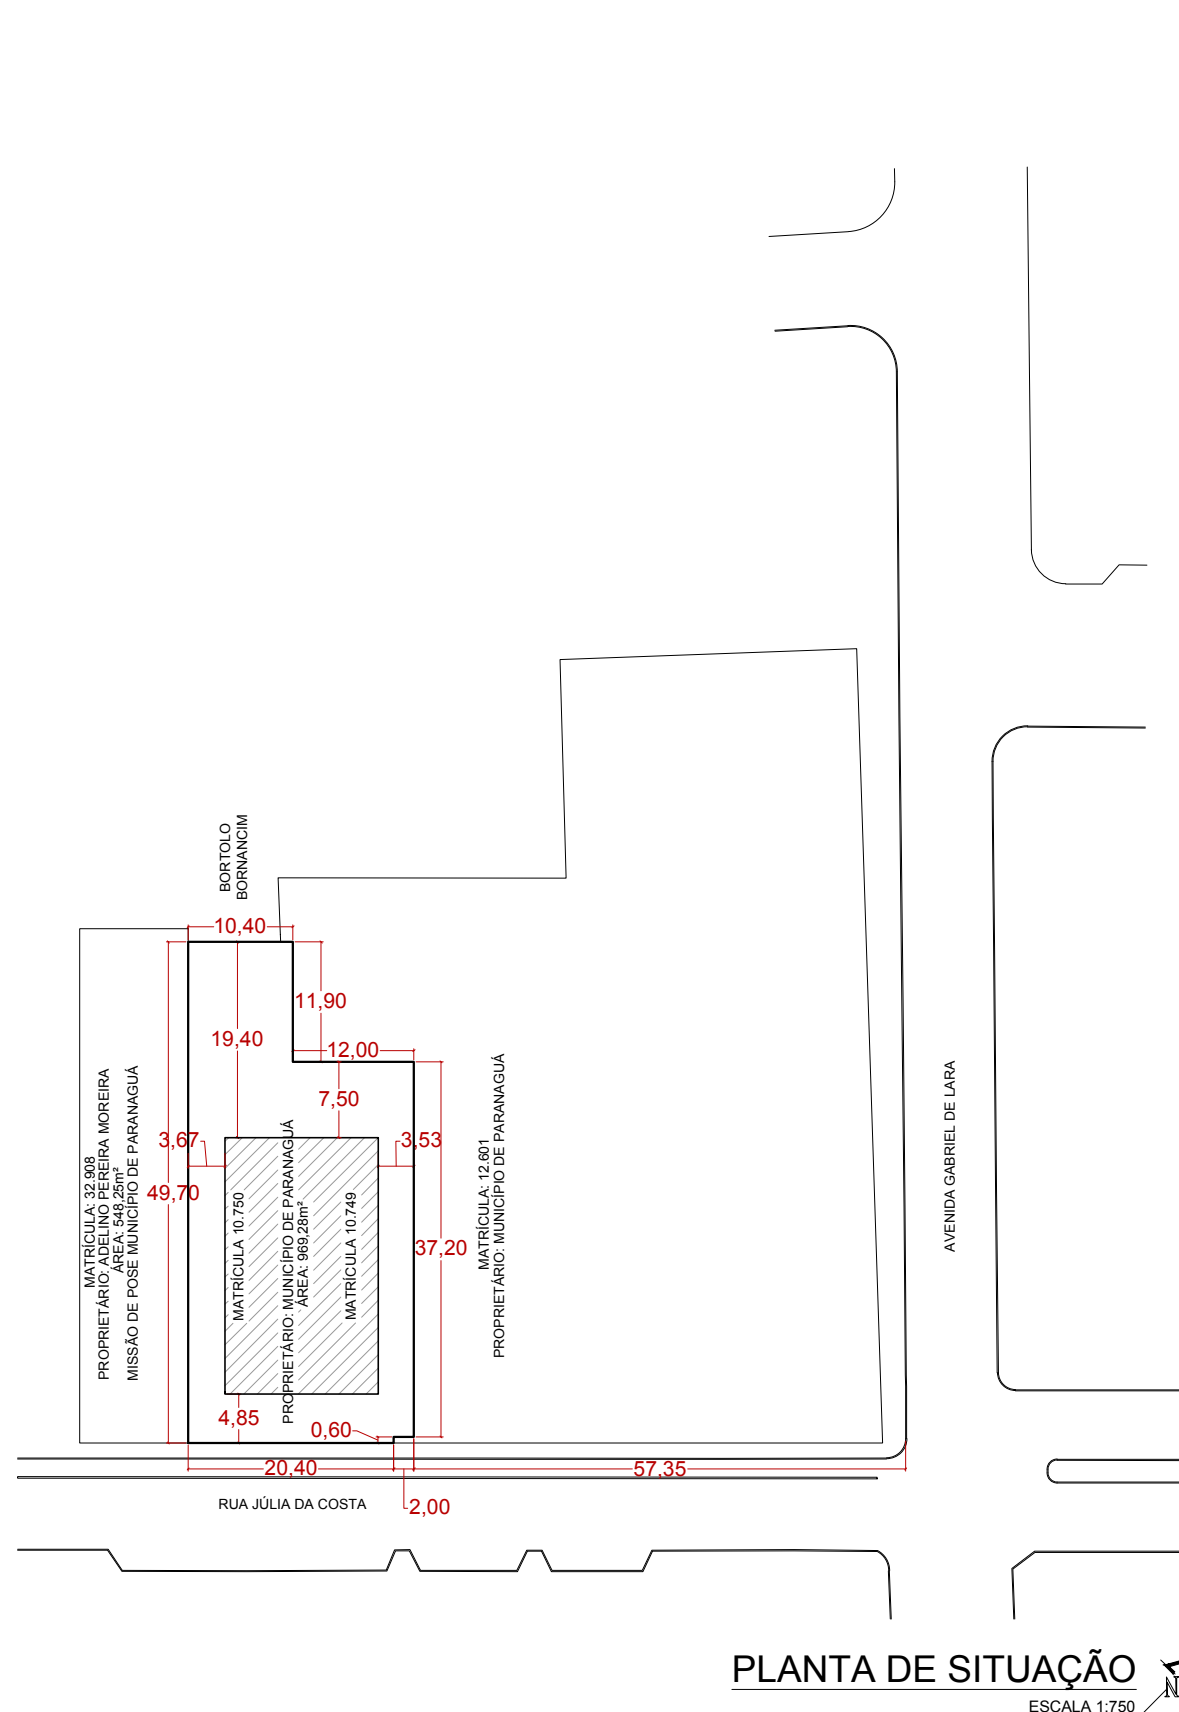 BORTOLO
BORNANCIM
10,40
11,90
19,40
12,00
7,50
3,67
3,53
49,70
37,20
MATRÍCULA: 32.908
PROPRIETÁRIO: ADELINO PEREIRA MOREIRA
ÁREA: 548,25m²
MISSÃO DE POSE MUNICÍPIO DE PARANAGUÁ
MATRÍCULA 10.750
PROPRIETÁRIO: MUNICÍPIO DE PARANAGUÁ
ÁREA: 969,28m²
MATRÍCULA 10.749
MATRÍCULA: 12.601
PROPRIETÁRIO: MUNICÍPIO DE PARANAGUÁ
AVENIDA GABRIEL DE LARA
4,85
0,60
20,40
57,35
RUA JÚLIA DA COSTA
2,00
PLANTA DE SITUAÇÃO
ESCALA 1:750
N